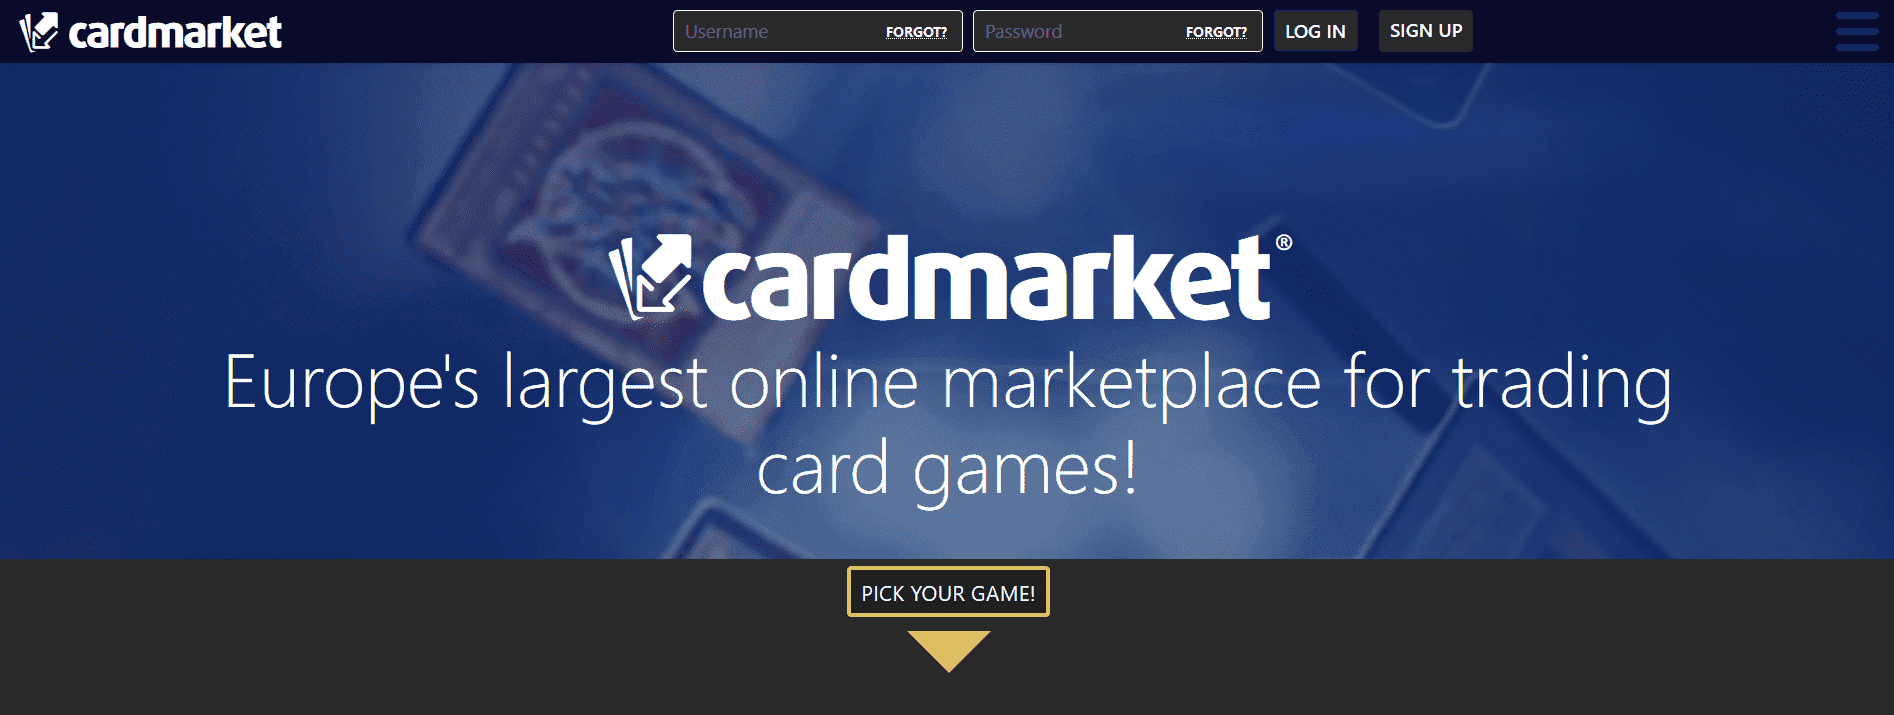 cardmarket
Username FORGOT? Password FORGOT? LOG IN SIGN UP
cardmarket®
Europe's largest online marketplace for trading
card games!
PICK YOUR GAME!